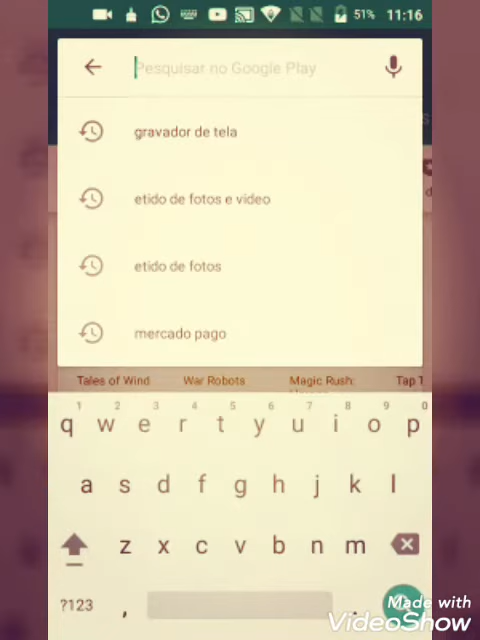 51% 11:16
Pesquisar no Google Play
gravador de tela
etido de fotos e video
etido de fotos
mercado pago
Tales of Wind War Robots Magic Rush: Tap T
1 2 3 4 5 6 7 8 9 0
q w e r t y u i o p
a s d f g h j k l
z x c v b n m
?123 , .
Made with
VideoShow